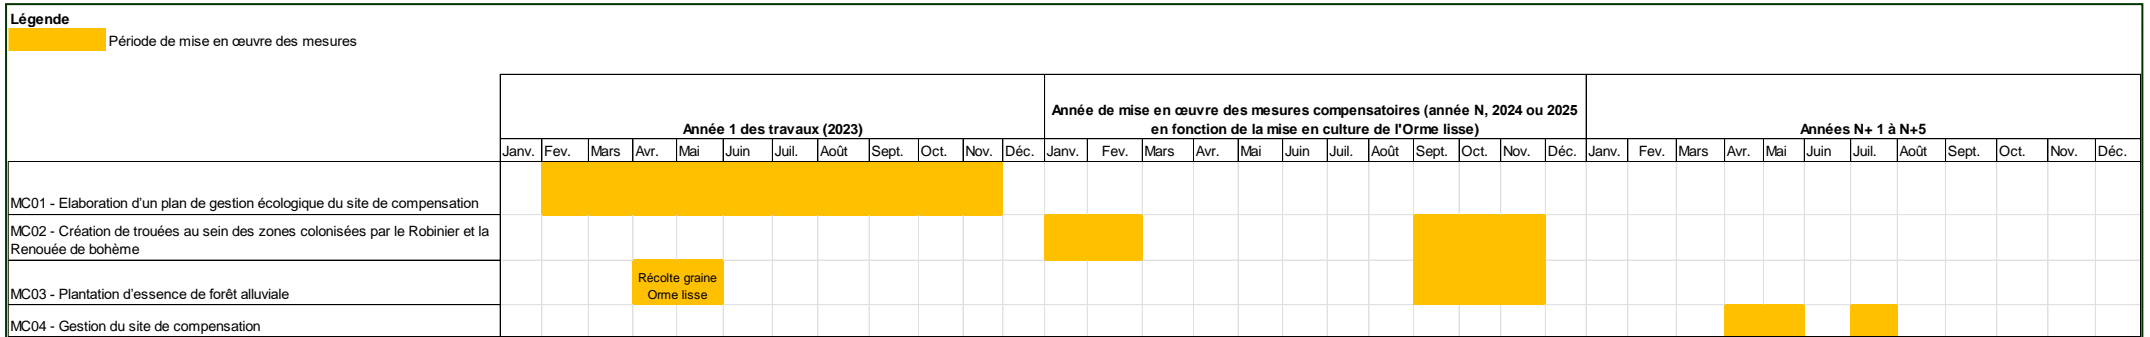 Légende
Période de mise en œuvre des mesures
Année 1 des travaux (2023)
Année de mise en œuvre des mesures compensatoires (année N, 2024 ou 2025
en fonction de la mise en culture de l'Orme lisse)
Années N+ 1 à N+5
Janv. Fev. Mars Avr. Mai Juin Juil. Août Sept. Oct. Nov. Déc. Janv. Fev. Mars Avr. Mai Juin Juil. Août Sept. Oct. Nov. Déc. Janv. Fev. Mars Avr. Mai Juin Juil. Août Sept. Oct. Nov. Déc.
MC01 - Elaboration d'un plan de gestion écologique du site de compensation
MC02 - Création de trouées au sein des zones colonisées par le Robinier et la
Renouée de bohème
MC03 - Plantation d'essence de forêt alluviale
Récolte graine
Orme lisse
MC04 - Gestion du site de compensation